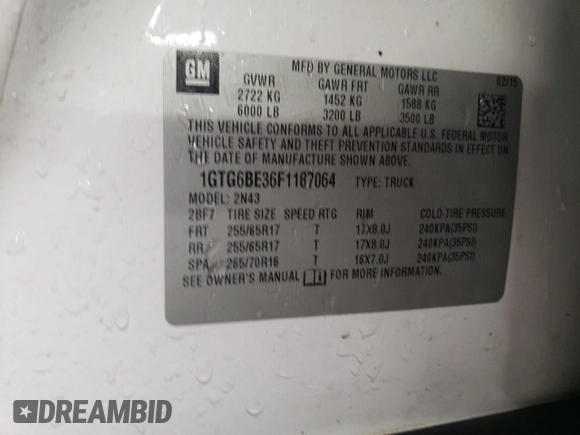 GM
MFD BY GENERAL MOTORS LLC 02/15
GVWR GAWR FRT GAWR RR
2722 KG 1452 KG 1588 KG
6000 LB 3200 LB 3500 LB
THIS VEHICLE CONFORMS TO ALL APPLICABLE U.S. FEDERAL MOTOR
VEHICLE SAFETY AND THEFT PREVENTION STANDARDS IN EFFECT ON
THE DATE OF MANUFACTURE SHOWN ABOVE.
1GTG6BE36F1187064 TYPE: TRUCK
MODEL: 2N43
2BF7 TIRE SIZE SPEED RTG RIM COLD TIRE PRESSURE
FRT 255/65R17 T 17X8.0J 240KPA(35PSI)
RR 255/65R17 T 17X8.0J 240KPA(35PSI)
SPA 265/70R16 T 16X7.0J 240KPA(35PSI)
SEE OWNER'S MANUAL FOR MORE INFORMATION.
DREAMBID